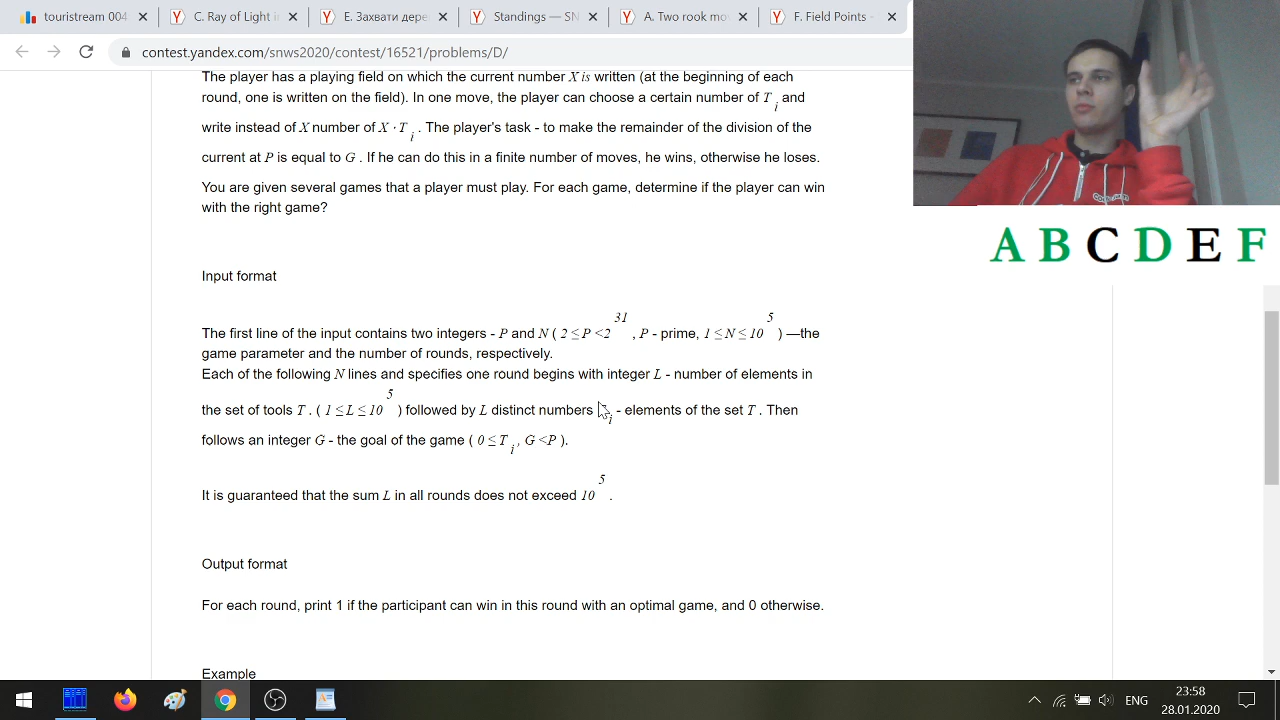 touristream 004
C. Ray of Light i
Е. Захвати дере
Standings — SN
A. Two rook mo
F. Field Points -
contest.yandex.com/snws2020/contest/16521/problems/D/
The player has a playing field on which the current number X is written (at the beginning of each
round, one is written on the field). In one move, the player can choose a certain number of T i and
write instead of X number of X · T i . The player's task - to make the remainder of the division of the
current at P is equal to G . If he can do this in a finite number of moves, he wins, otherwise he loses.
You are given several games that a player must play. For each game, determine if the player can win
with the right game?
Input format
The first line of the input contains two integers - P and N ( 2 ≤ P <2 31 , P - prime, 1 ≤ N ≤ 10 5 ) —the
game parameter and the number of rounds, respectively.
Each of the following N lines and specifies one round begins with integer L - number of elements in
the set of tools T . ( 1 ≤ L ≤ 10 5 ) followed by L distinct numbers i - elements of the set T . Then
follows an integer G - the goal of the game ( 0 ≤ T i , G <P ).
It is guaranteed that the sum L in all rounds does not exceed 10 5 .
Output format
For each round, print 1 if the participant can win in this round with an optimal game, and 0 otherwise.
Example
A B C D E F
ENG
23:58
28.01.2020